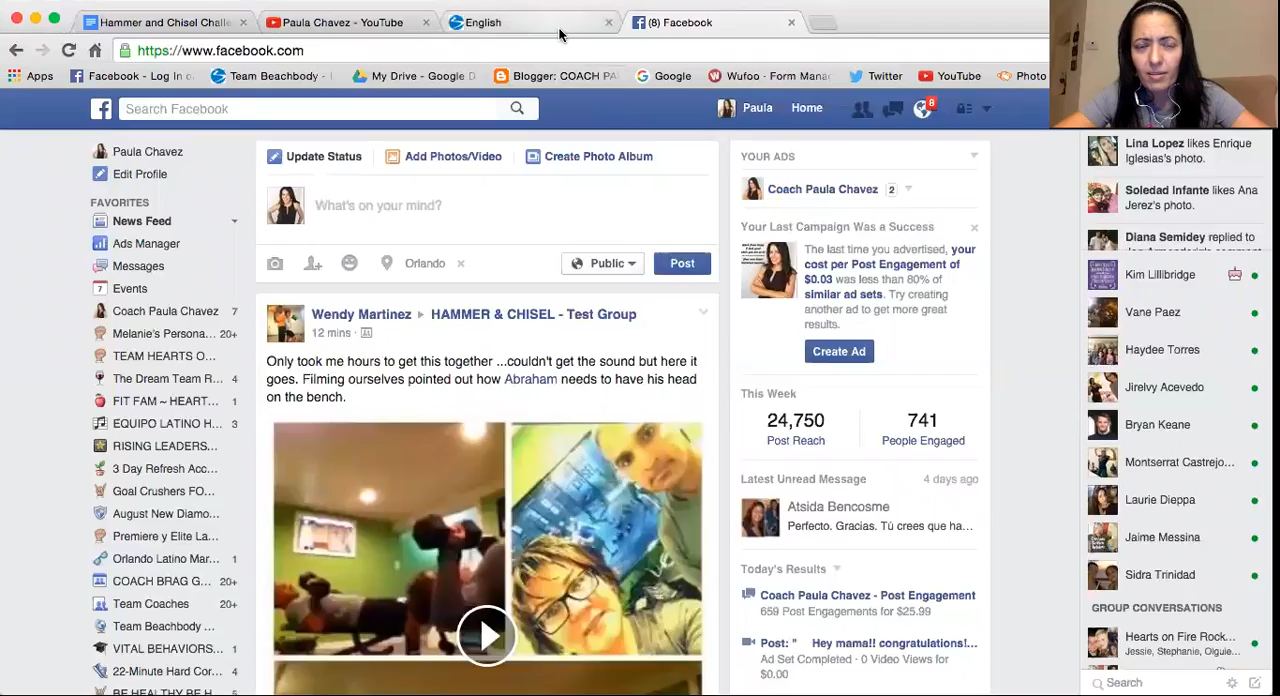 Hammer and Chisel Challe
Paula Chavez - YouTube
English
(8) Facebook
https://www.facebook.com
Apps
Facebook - Log In o
Team Beachbody -
My Drive - Google D
Blogger: COACH PA
Google
Wufoo · Form Mana
Twitter
YouTube
Photo
Search Facebook
Paula
Home
8
Paula Chavez
Edit Profile
FAVORITES
News Feed
Ads Manager
Messages
7 Events
Coach Paula Chavez 7
Melanie's Persona... 20+
TEAM HEARTS O...
The Dream Team R... 4
FIT FAM ~ HEART... 1
EQUIPO LATINO H... 3
RISING LEADERS...
3 Day Refresh Acc...
Goal Crushers FO...
August New Diamo...
Premiere y Elite La...
Orlando Latino Mar... 1
COACH BRAG G... 20+
Team Coaches 20+
Team Beachbody ...
VITAL BEHAVIORS... 1
22-Minute Hard Cor... 4
BE HEALTHY BE H
Update Status
Add Photos/Video
Create Photo Album
What's on your mind?
Orlando
Public
Post
Wendy Martinez ▸ HAMMER & CHISEL - Test Group
12 mins ·
Only took me hours to get this together ...couldn't get the sound but here it
goes. Filming ourselves pointed out how Abraham needs to have his head
on the bench.
YOUR ADS
Coach Paula Chavez 2
Your Last Campaign Was a Success
The last time you advertised, your
cost per Post Engagement of
$0.03 was less than 80% of
similar ad sets. Try creating
another ad to get more great
results.
Create Ad
This Week
24,750
Post Reach
741
People Engaged
Latest Unread Message
4 days ago
Atsida Bencosme
Perfecto. Gracias. Tú crees que ha...
Today's Results
Coach Paula Chavez - Post Engagement
659 Post Engagements for $25.99
Post: " Hey mama!! congratulations!...
Ad Set Completed · 0 Video Views for
$0.00
Lina Lopez likes Enrique
Iglesias's photo.
Soledad Infante likes Ana
Jerez's photo.
Diana Semidey replied to
Kim Lillibridge
Vane Paez
Haydee Torres
Jirelvy Acevedo
Bryan Keane
Montserrat Castrejo...
Laurie Dieppa
Jaime Messina
Sidra Trinidad
GROUP CONVERSATIONS
Hearts on Fire Rock...
Jessie, Stephanie, Olguie...
Search